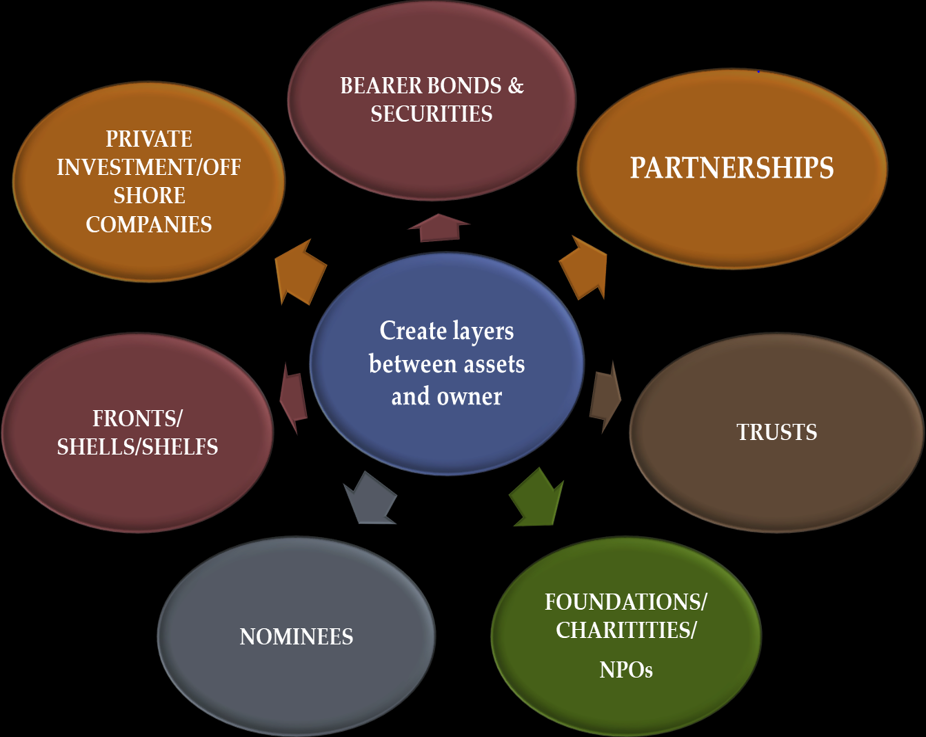 BEARER BONDS &
SECURITIES
PRIVATE
INVESTMENT/OFF
SHORE
COMPANIES
PARTNERSHIPS
Create layers
between assets
and owner
FRONTS/
SHELLS/SHELFS
TRUSTS
NOMINEES
FOUNDATIONS/
CHARITITIES/
NPOs